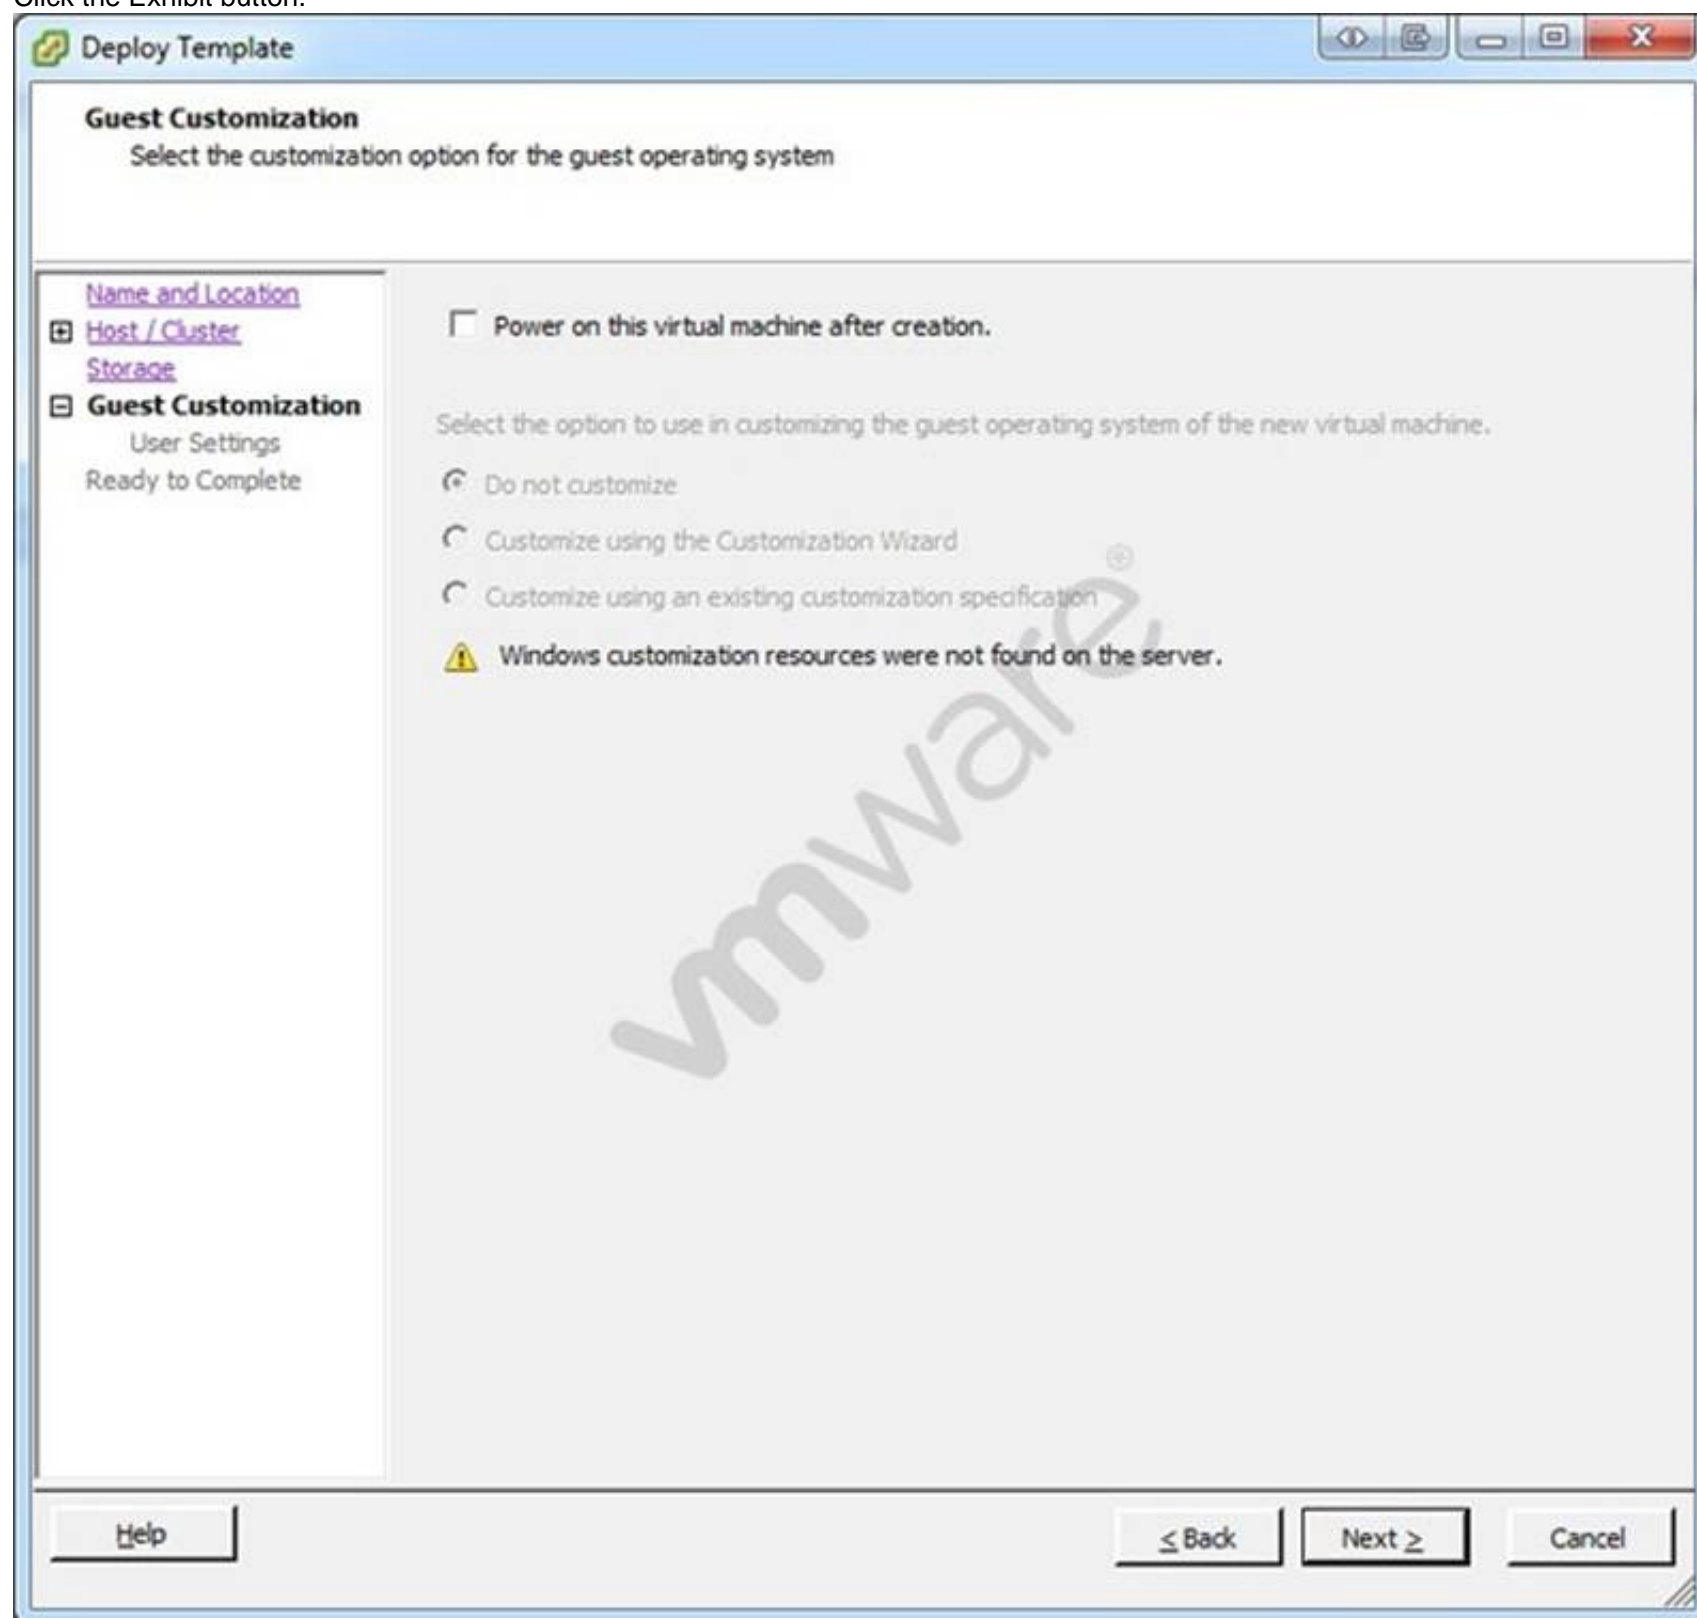 Click the Exhibit button.
Deploy Template
Guest Customization
Select the customization option for the guest operating system
Name and Location
Host / Cluster
Storage
Guest Customization
User Settings
Ready to Complete
Power on this virtual machine after creation.
Select the option to use in customizing the guest operating system of the new virtual machine.
Do not customize
Customize using the Customization Wizard
Customize using an existing customization specification
Windows customization resources were not found on the server.
vmware®
Help
≤ Back
Next ≥
Cancel